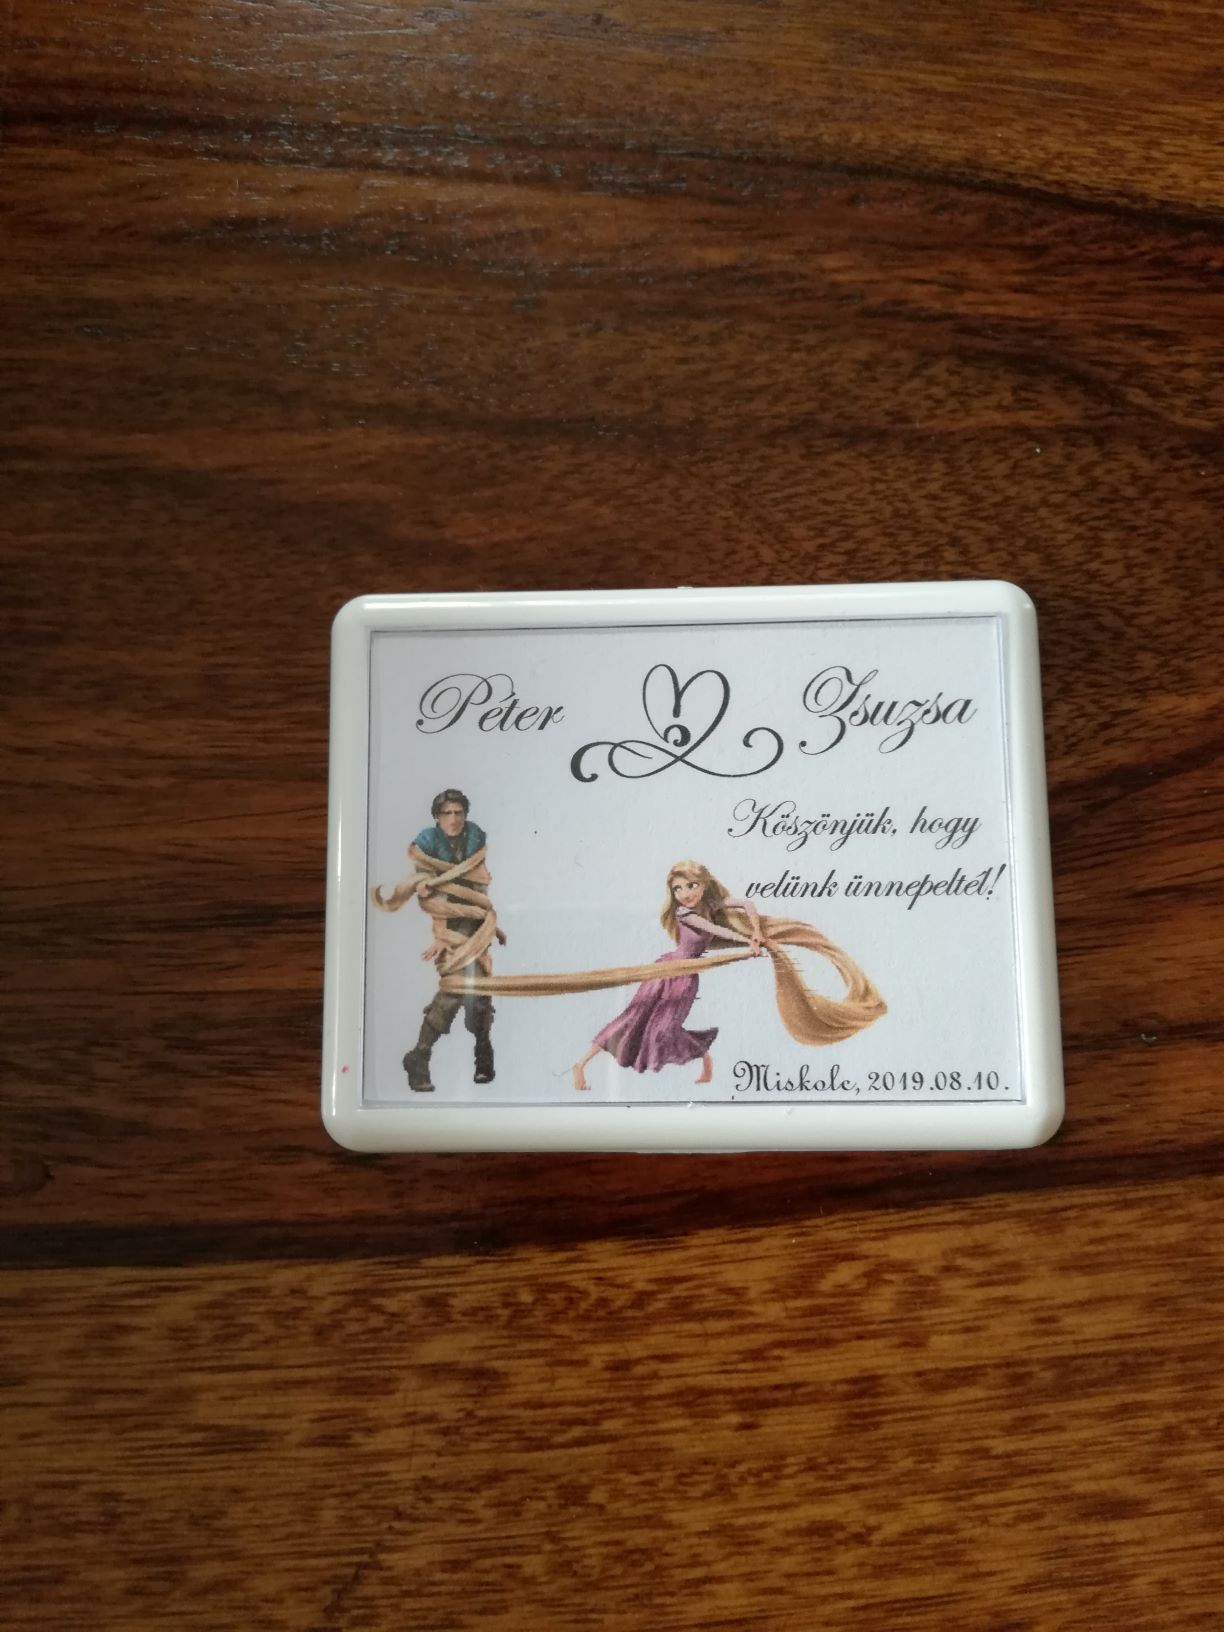 Péter Zsuzsa
Köszönjük, hogy
velünk ünnepeltél!
Miskolc, 2019.08.10.